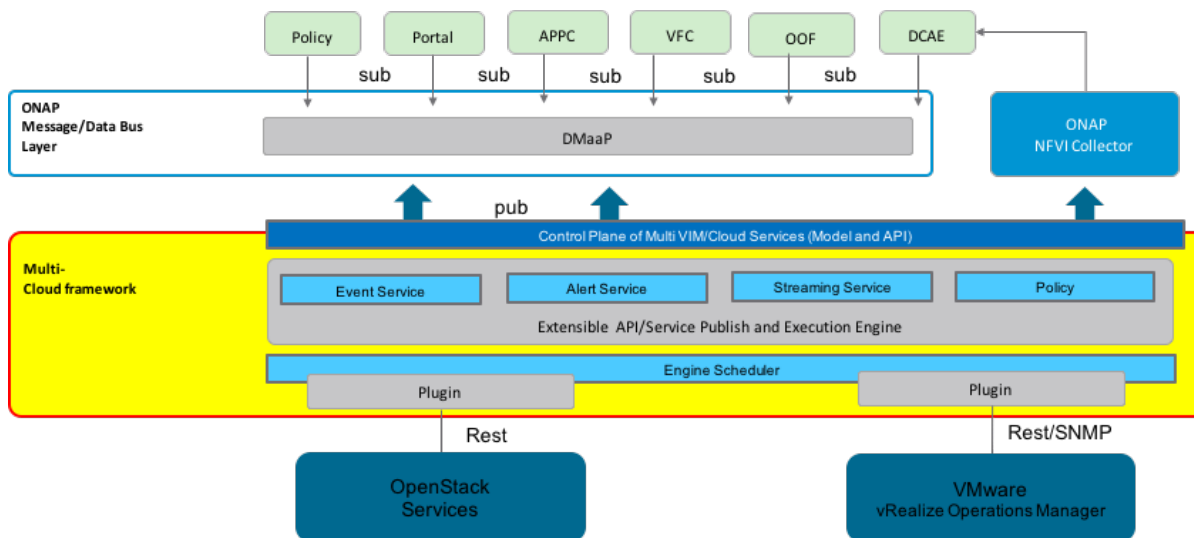 Policy
Portal
APPC
VFC
OOF
DCAE
sub
sub
sub
sub
sub
ONAP
Message/Data Bus
Layer
DMaaP
ONAP
NFVI Collector
pub
Control Plane of Multi VIM/Cloud Services (Model and API)
Multi-
Cloud framework
Event Service
Alert Service
Streaming Service
Policy
Extensible API/Service Publish and Execution Engine
Engine Scheduler
Plugin
Plugin
Rest
Rest/SNMP
OpenStack
Services
VMware
vRealize Operations Manager